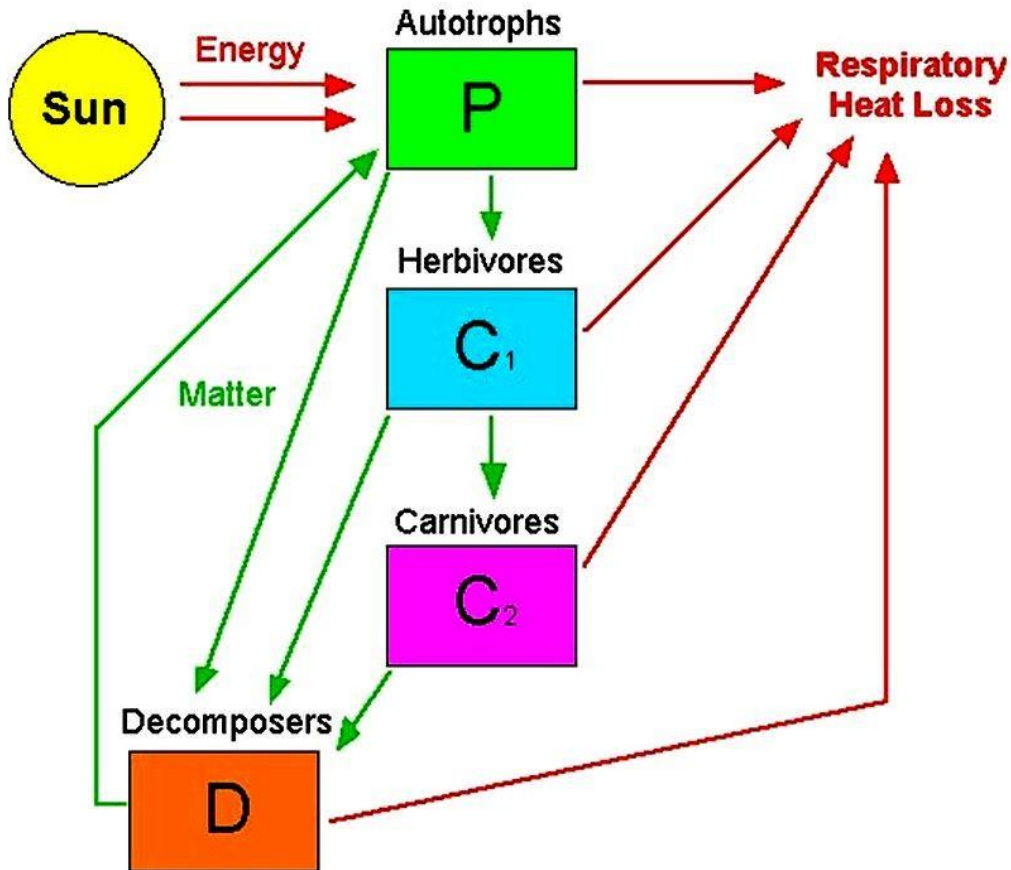 Autotrophs
Energy
Sun
P
Respiratory
Heat Loss
Herbivores
C1
Matter
Carnivores
C2
Decomposers
D